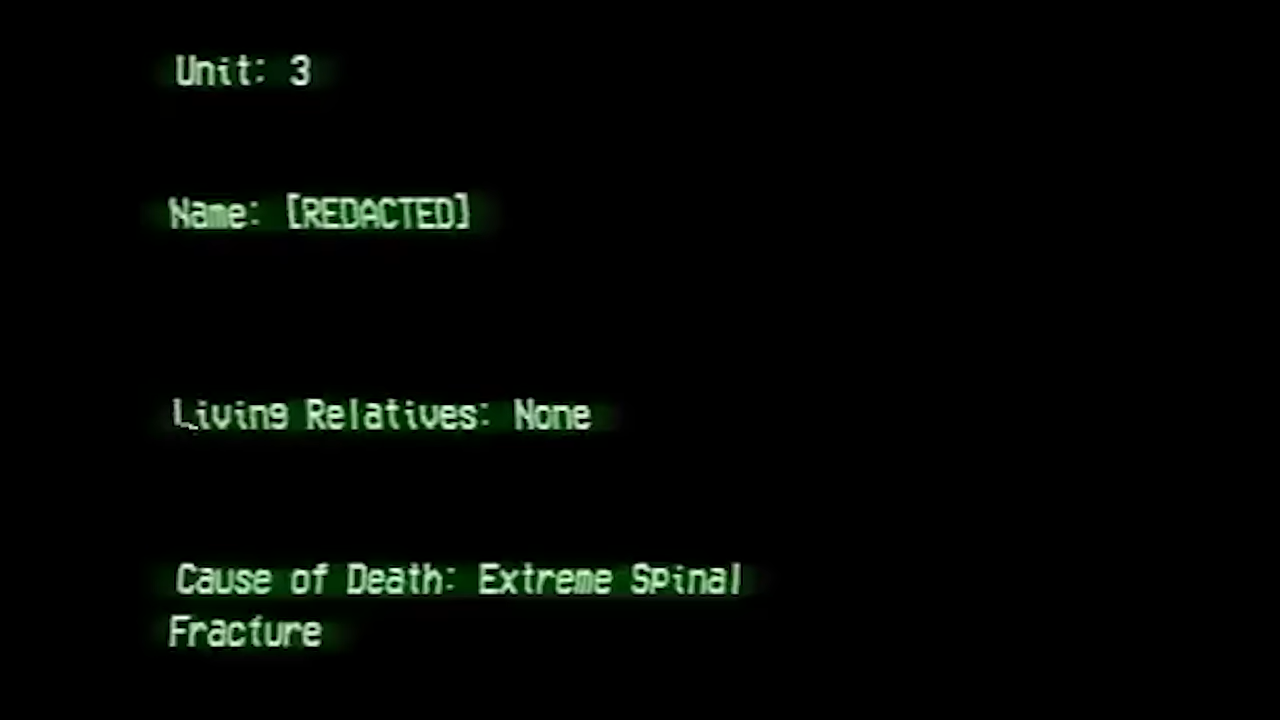 Unit: 3
Name: [REDACTED]
Living Relatives: None
Cause of Death: Extreme Spinal
Fracture